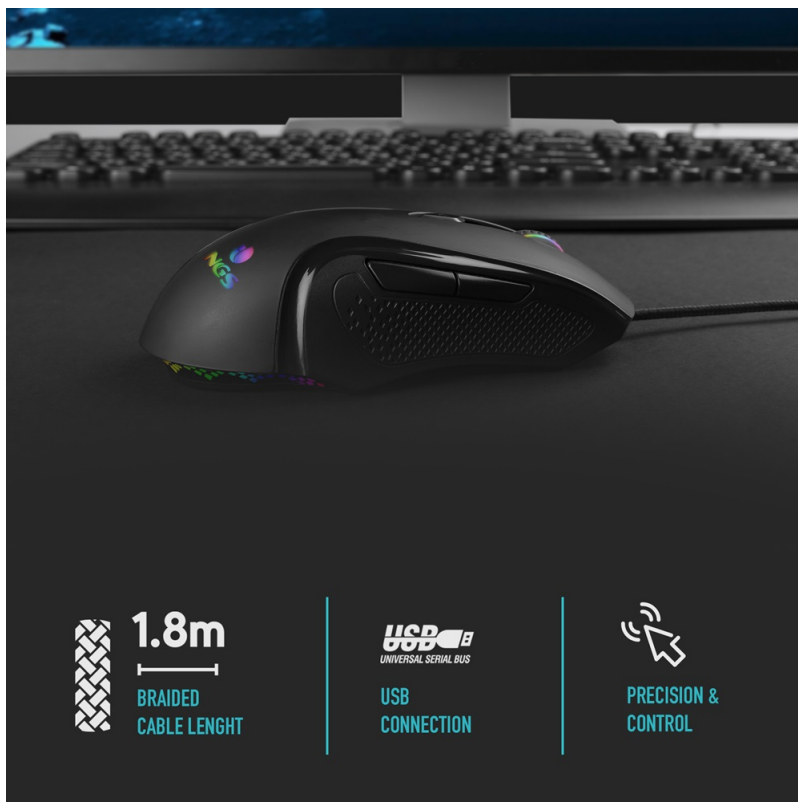 NGS
1.8m
BRAIDED
CABLE LENGHT
USB
UNIVERSAL SERIAL BUS
USB
CONNECTION
PRECISION &
CONTROL